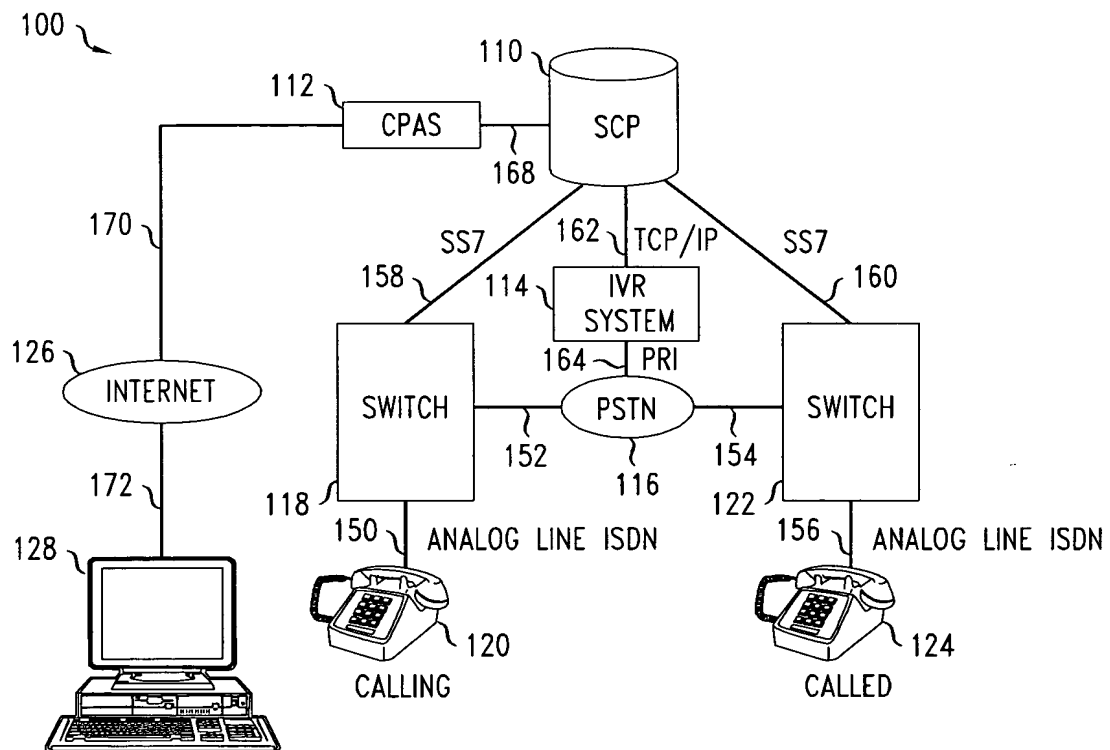 100
110
112
CPAS
SCP
168
170
SS7
162
TCP/IP
SS7
158
114
IVR
SYSTEM
160
126
INTERNET
164
PRI
SWITCH
PSTN
SWITCH
152
154
172
118
116
122
150
ANALOG LINE ISDN
156
ANALOG LINE ISDN
128
120
124
CALLING
CALLED